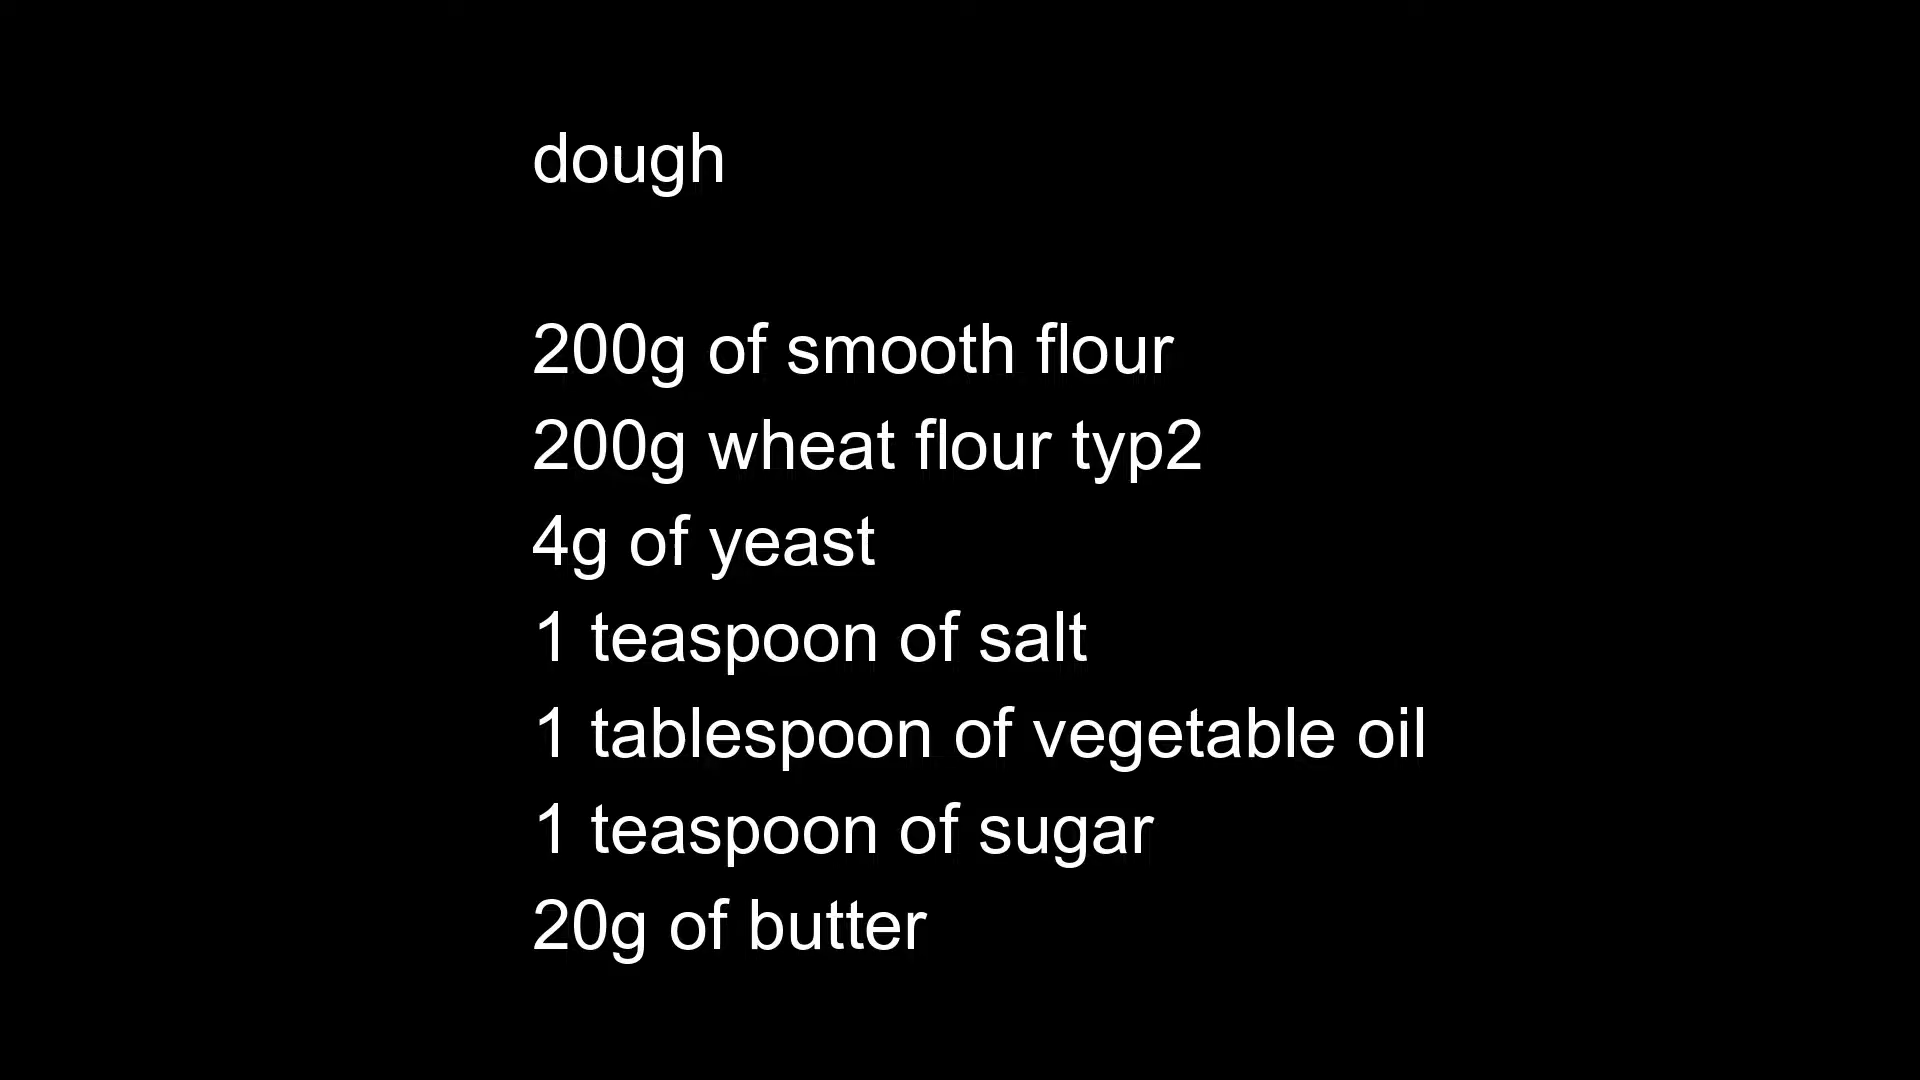 dough
200g of smooth flour
200g wheat flour typ2
4g of yeast
1 teaspoon of salt
1 tablespoon of vegetable oil
1 teaspoon of sugar
20g of butter